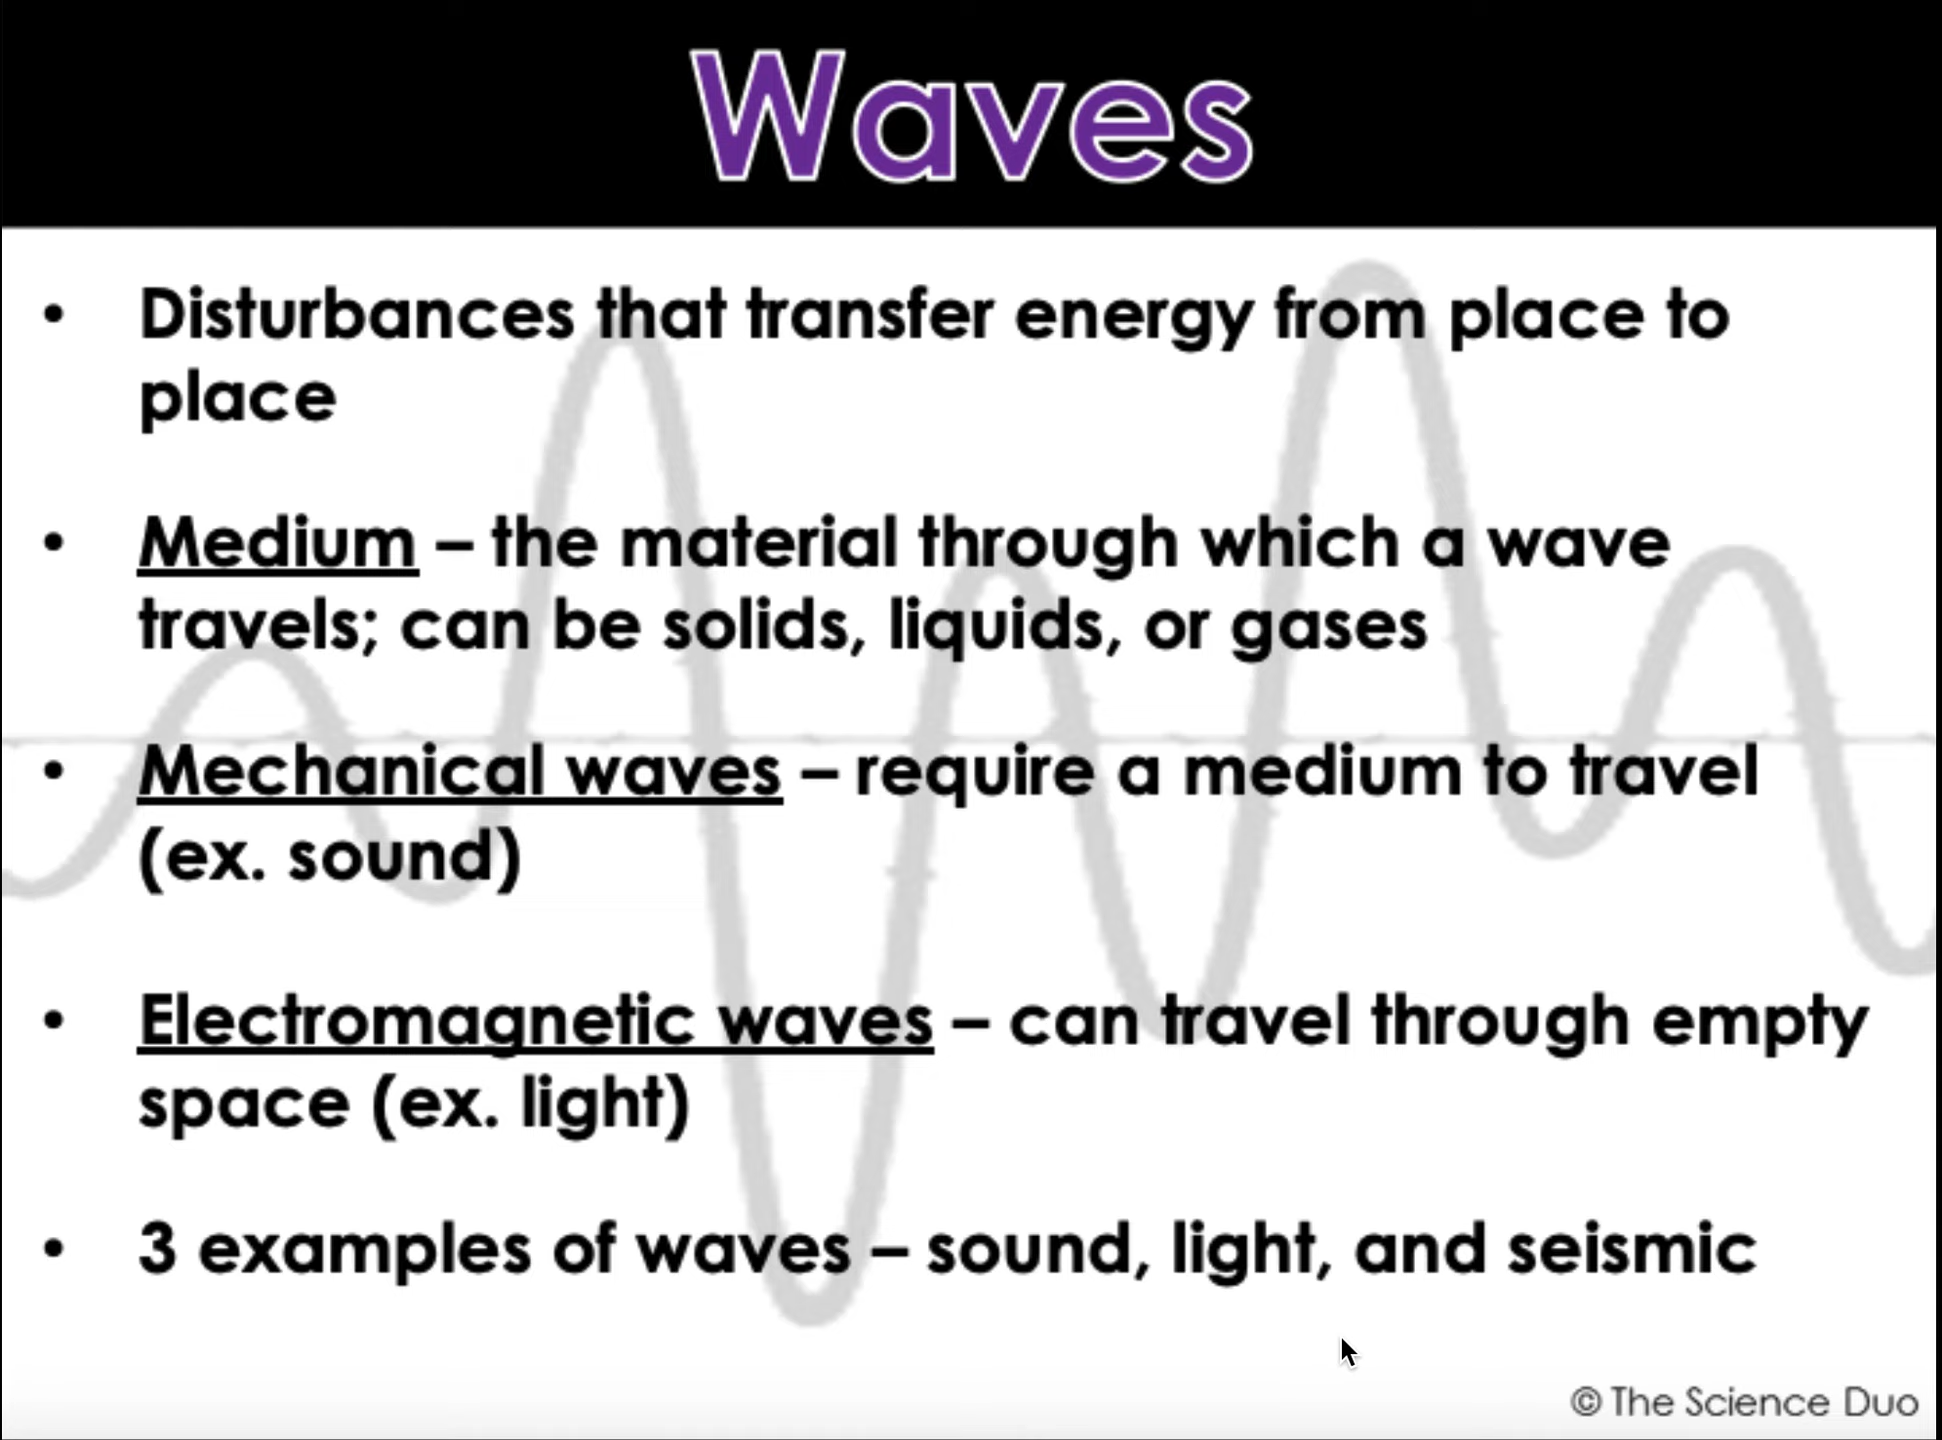 Waves
• Disturbances that transfer energy from place to
place
• Medium – the material through which a wave
travels; can be solids, liquids, or gases
• Mechanical waves – require a medium to travel
(ex. sound)
• Electromagnetic waves – can travel through empty
space (ex. light)
• 3 examples of waves – sound, light, and seismic
© The Science Duo